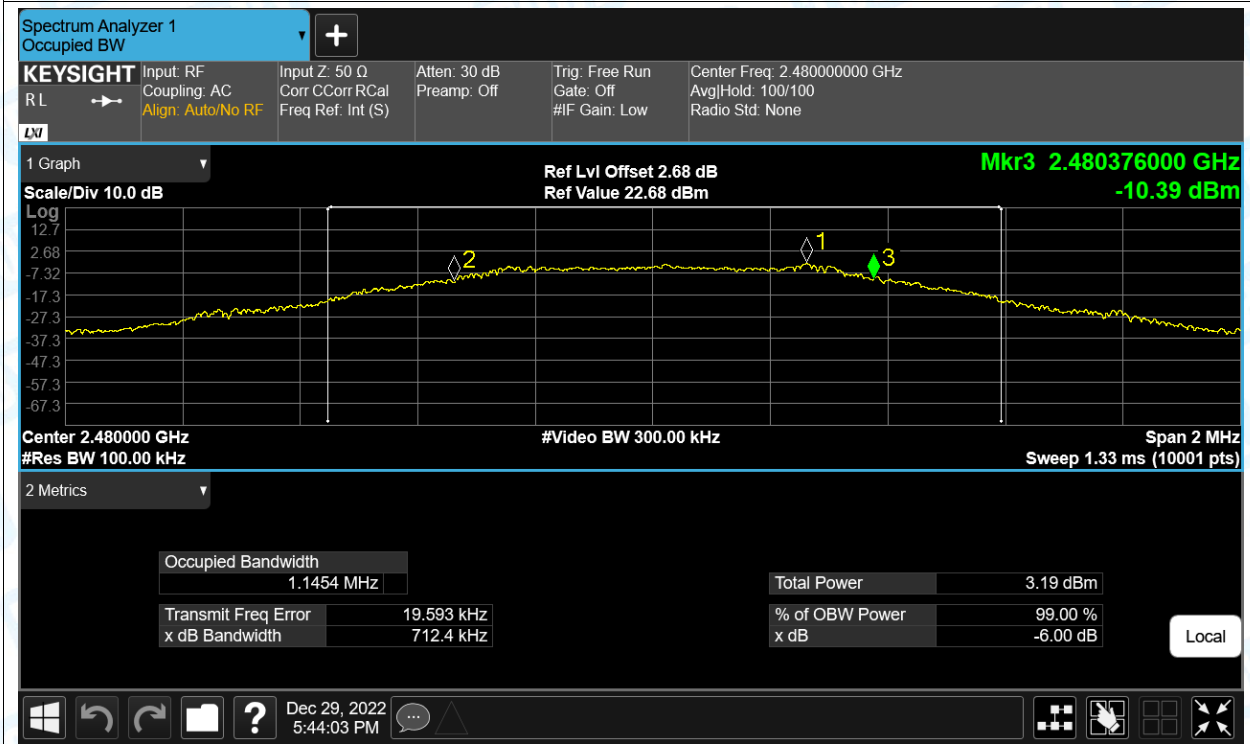 Spectrum Analyzer 1
Occupied BW
KEYSIGHT
R L
LXI
Input: RF
Coupling: AC
Align: Auto/No RF
Input Z: 50 Ω
Corr CCorr RCal
Freq Ref: Int (S)
Atten: 30 dB
Preamp: Off
Trig: Free Run
Gate: Off
#IF Gain: Low
Center Freq: 2.480000000 GHz
Avg|Hold: 100/100
Radio Std: None
1 Graph
Scale/Div 10.0 dB
Ref Lvl Offset 2.68 dB
Ref Value 22.68 dBm
Mkr3 2.480376000 GHz
-10.39 dBm
Log
12.7
2.68
-7.32
-17.3
-27.3
-37.3
-47.3
-57.3
-67.3
2
1
3
Center 2.480000 GHz
#Res BW 100.00 kHz
#Video BW 300.00 kHz
Span 2 MHz
Sweep 1.33 ms (10001 pts)
2 Metrics
Occupied Bandwidth
1.1454 MHz
Transmit Freq Error 19.593 kHz
x dB Bandwidth 712.4 kHz
Total Power 3.19 dBm
% of OBW Power 99.00 %
x dB -6.00 dB
Local
?
Dec 29, 2022
5:44:03 PM